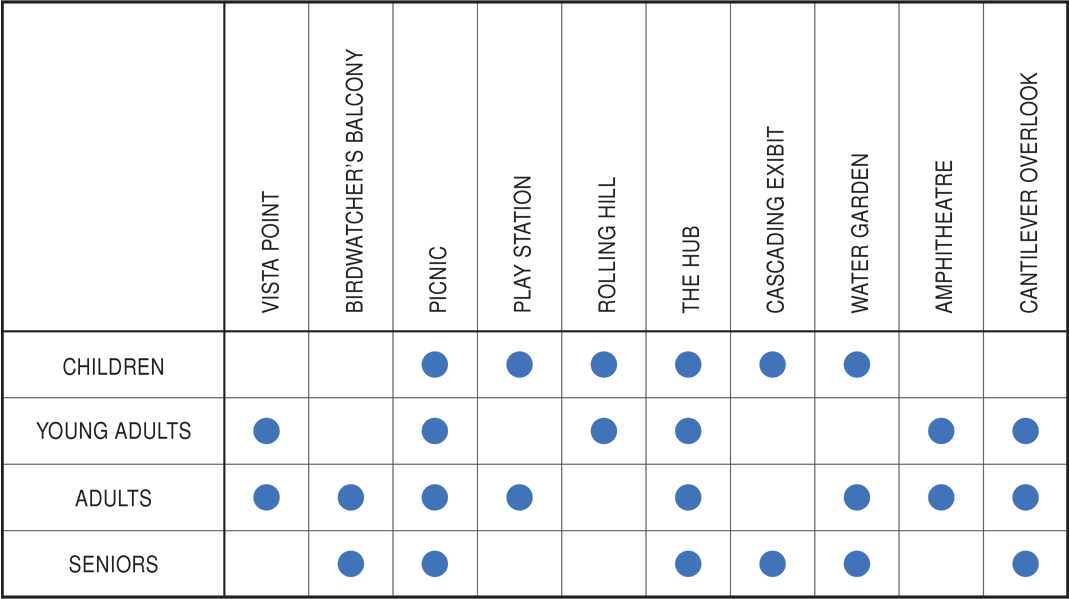 VISTA POINT
BIRDWATCHER'S BALCONY
PICNIC
PLAY STATION
ROLLING HILL
THE HUB
CASCADING EXIBIT
WATER GARDEN
AMPHITHEATRE
CANTILEVER OVERLOOK
CHILDREN
YOUNG ADULTS
ADULTS
SENIORS